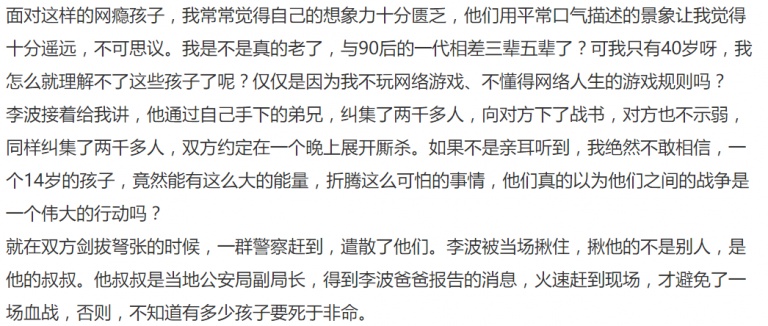 面对这样的网瘾孩子，我常常觉得自己的想象力十分匮乏，他们用平常口气描述的景象让我觉得
十分遥远，不可思议。我是不是真的老了，与90后的一代相差三辈五辈了？可我只有40岁呀，我
怎么就理解不了这些孩子了呢？仅仅是因为我不玩网络游戏、不懂得网络人生的游戏规则吗？
李波接着给我讲，他通过自己手下的弟兄，纠集了两千多人，向对方下了战书，对方也不示弱，
同样纠集了两千多人，双方约定在一个晚上展开厮杀。如果不是亲耳听到，我绝然不敢相信，一
个14岁的孩子，竟然能有这么大的能量，折腾这么可怕的事情，他们真的以为他们之间的战争是
一个伟大的行动吗？
就在双方剑拔弩张的时候，一群警察赶到，遣散了他们。李波被当场揪住，揪他的不是别人，是
他的叔叔。他叔叔是当地公安局副局长，得到李波爸爸报告的消息，火速赶到现场，才避免了一
场血战，否则，不知道有多少孩子要死于非命。